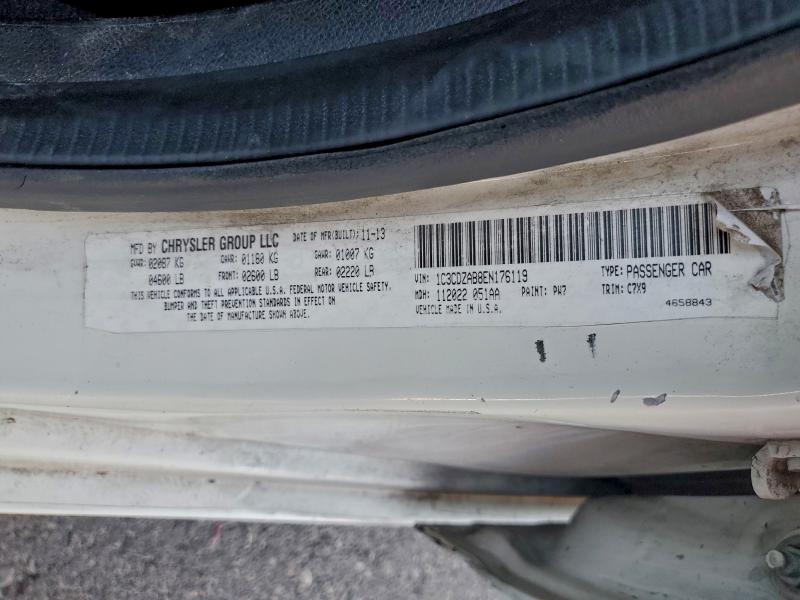 MFD BY CHRYSLER GROUP LLC DATE OF MFR(BUILT): 11-13
GVWR: 02087 KG GAWR: 01180 KG GAWR: 01007 KG
04600 LB FRONT: 02600 LB REAR: 02220 LB
THIS VEHICLE CONFORMS TO ALL APPLICABLE U.S.A. FEDERAL MOTOR VEHICLE SAFETY,
BUMPER AND THEFT PREVENTION STANDARDS IN EFFECT ON
THE DATE OF MANUFACTURE SHOWN ABOVE.
VIN: 1C3CDZAB8EN176119 TYPE: PASSENGER CAR
MDH: 112022 051AA PAINT: PW7 TRIM: C7X9
VEHICLE MADE IN U.S.A. 4658843